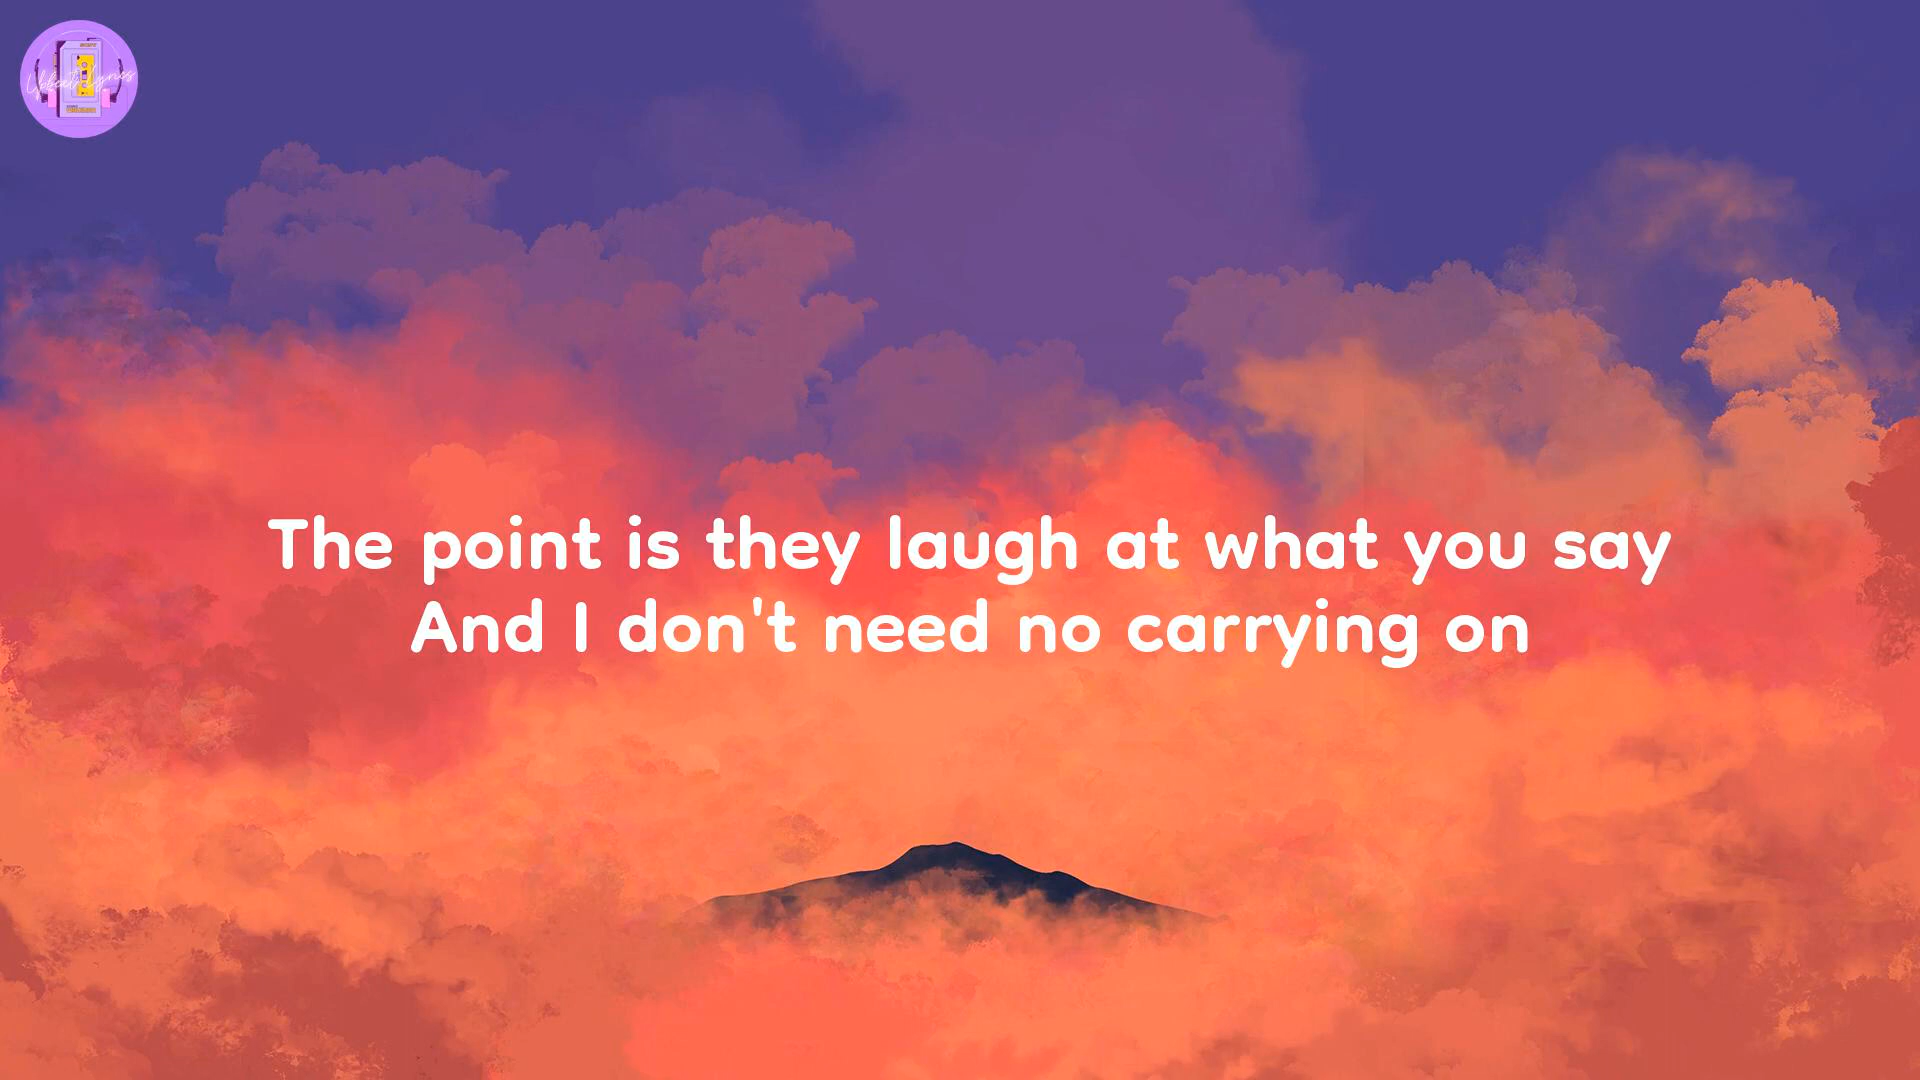 The point is they laugh at what you say
And I don't need no carrying on